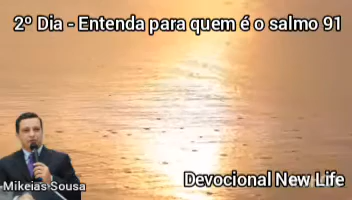 2º Dia - Entenda para quem é o salmo 91
Mikeias Sousa
Devocional New Life